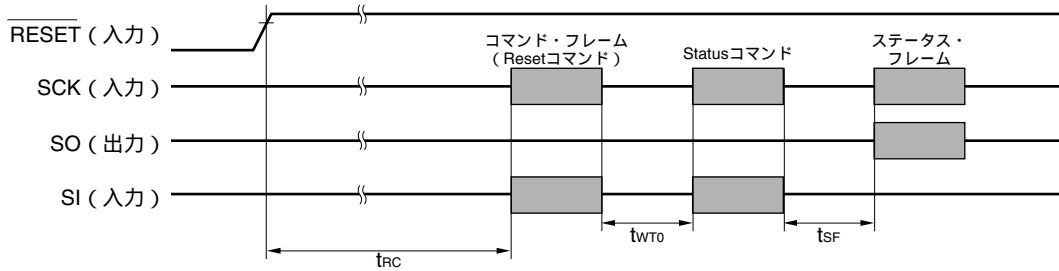 RESET（入力）
コマンド・フレーム
（Resetコマンド）
Statusコマンド
ステータス・
フレーム
SCK（入力）
SO（出力）
SI（入力）
tWT0
tSF
tRC